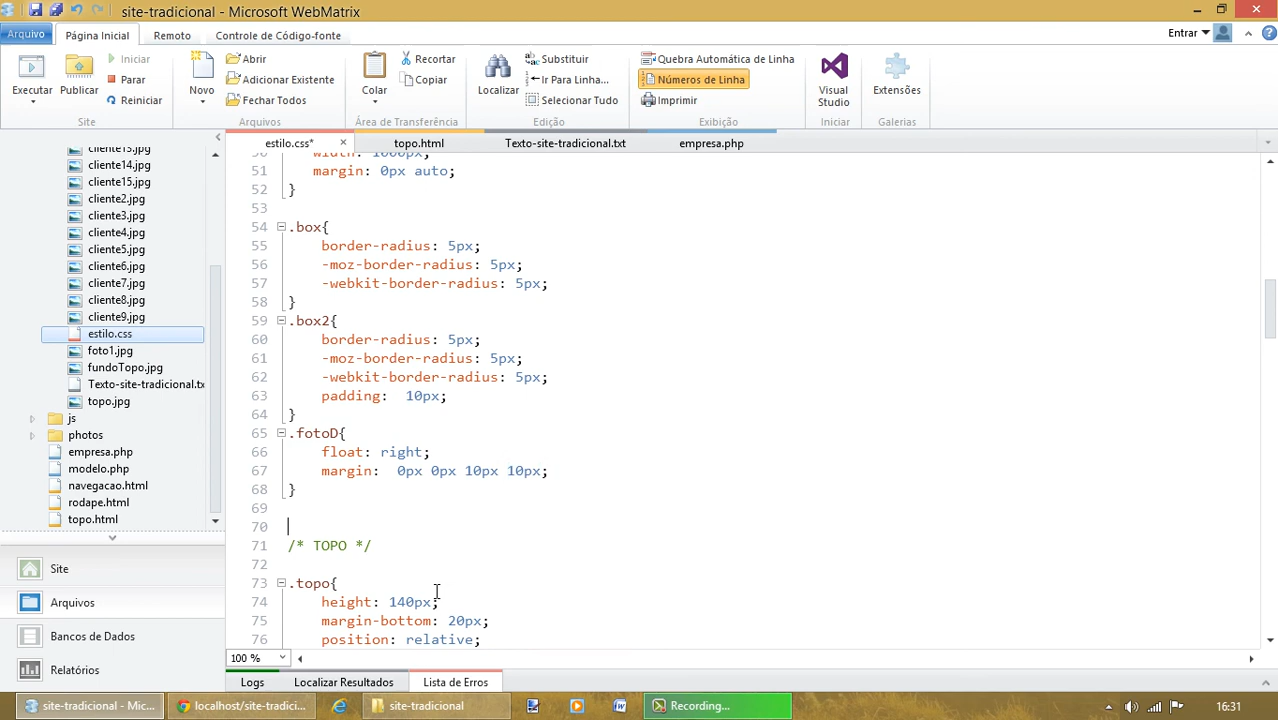 site-tradicional - Microsoft WebMatrix
Arquivo
Página Inicial
Remoto
Controle de Código-fonte
Entrar
Executar
Publicar
Iniciar
Parar
Reiniciar
Site
Novo
Abrir
Adicionar Existente
Fechar Todos
Arquivos
Colar
Recortar
Copiar
Área de Transferência
Localizar
Substituir
Ir Para Linha...
Selecionar Tudo
Edição
Quebra Automática de Linha
Números de Linha
Imprimir
Exibição
Visual Studio
Iniciar
Extensões
Galerias
estilo.css*
topo.html
Texto-site-tradicional.txt
empresa.php
cliente13.jpg
cliente14.jpg
cliente15.jpg
cliente2.jpg
cliente3.jpg
cliente4.jpg
cliente5.jpg
cliente6.jpg
cliente7.jpg
cliente8.jpg
cliente9.jpg
estilo.css
foto1.jpg
fundoTopo.jpg
Texto-site-tradicional.tx
topo.jpg
js
photos
empresa.php
modelo.php
navegacao.html
rodape.html
topo.html
Site
Arquivos
Bancos de Dados
Relatórios
50 width: 1000px;
51 margin: 0px auto;
52 }
53
54 .box{
55 border-radius: 5px;
56 -moz-border-radius: 5px;
57 -webkit-border-radius: 5px;
58 }
59 .box2{
60 border-radius: 5px;
61 -moz-border-radius: 5px;
62 -webkit-border-radius: 5px;
63 padding: 10px;
64 }
65 .fotoD{
66 float: right;
67 margin: 0px 0px 10px 10px;
68 }
69
70
71 /* TOPO */
72
73 .topo{
74 height: 140px;
75 margin-bottom: 20px;
76 position: relative;
100 %
Logs
Localizar Resultados
Lista de Erros
site-tradicional - Mic...
localhost/site-tradici...
site-tradicional
Recording...
16:31